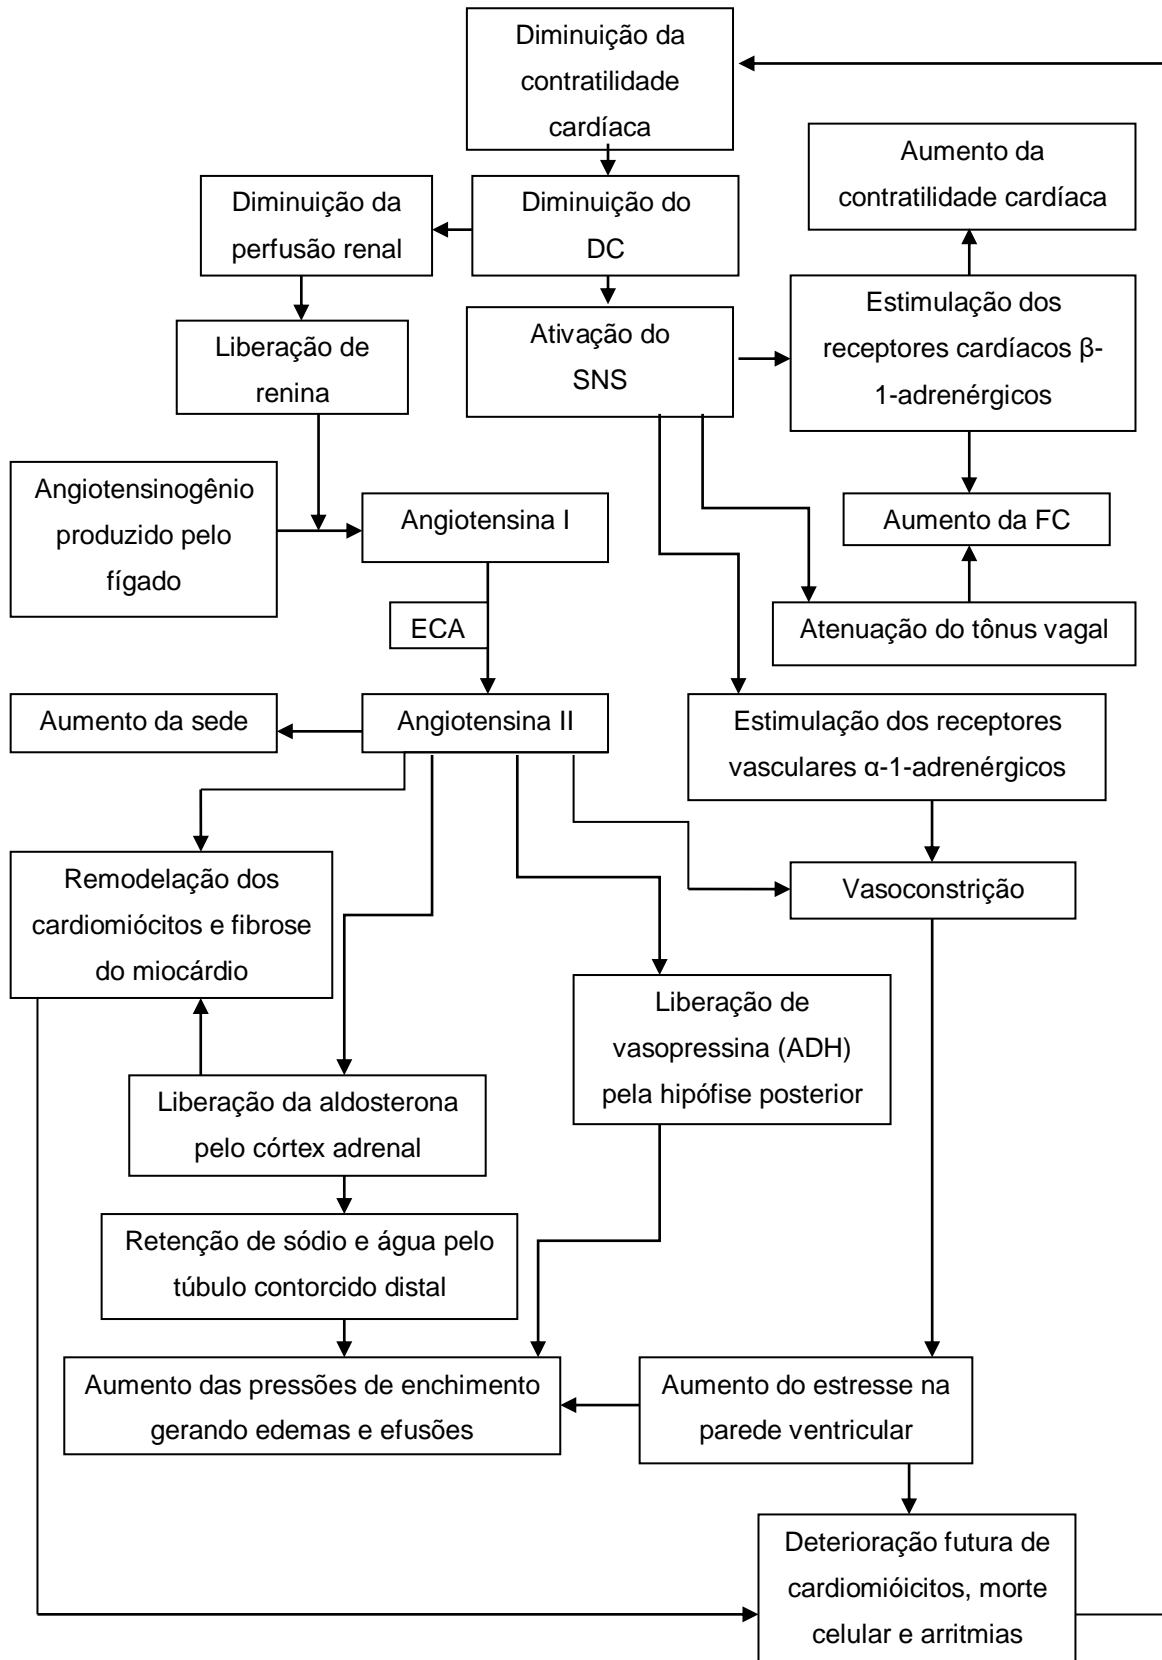 Diminuição da
contratilidade
cardíaca
Aumento da
contratilidade cardíaca
Diminuição da
perfusão renal
Diminuição do
DC
Liberação de
renina
Ativação do
SNS
Estimulação dos
receptores cardíacos β-
1-adrenérgicos
Angiotensinogênio
produzido pelo
fígado
Angiotensina I
Aumento da FC
ECA
Atenuação do tônus vagal
Aumento da sede
Angiotensina II
Estimulação dos receptores
vasculares α-1-adrenérgicos
Remodelação dos
cardiomiócitos e fibrose
do miocárdio
Vasoconstrição
Liberação de
vasopressina (ADH)
pela hipófise posterior
Liberação da aldosterona
pelo córtex adrenal
Retenção de sódio e água pelo
túbulo contorcido distal
Aumento das pressões de enchimento
gerando edemas e efusões
Aumento do estresse na
parede ventricular
Deterioração futura de
cardiomióicitos, morte
celular e arritmias